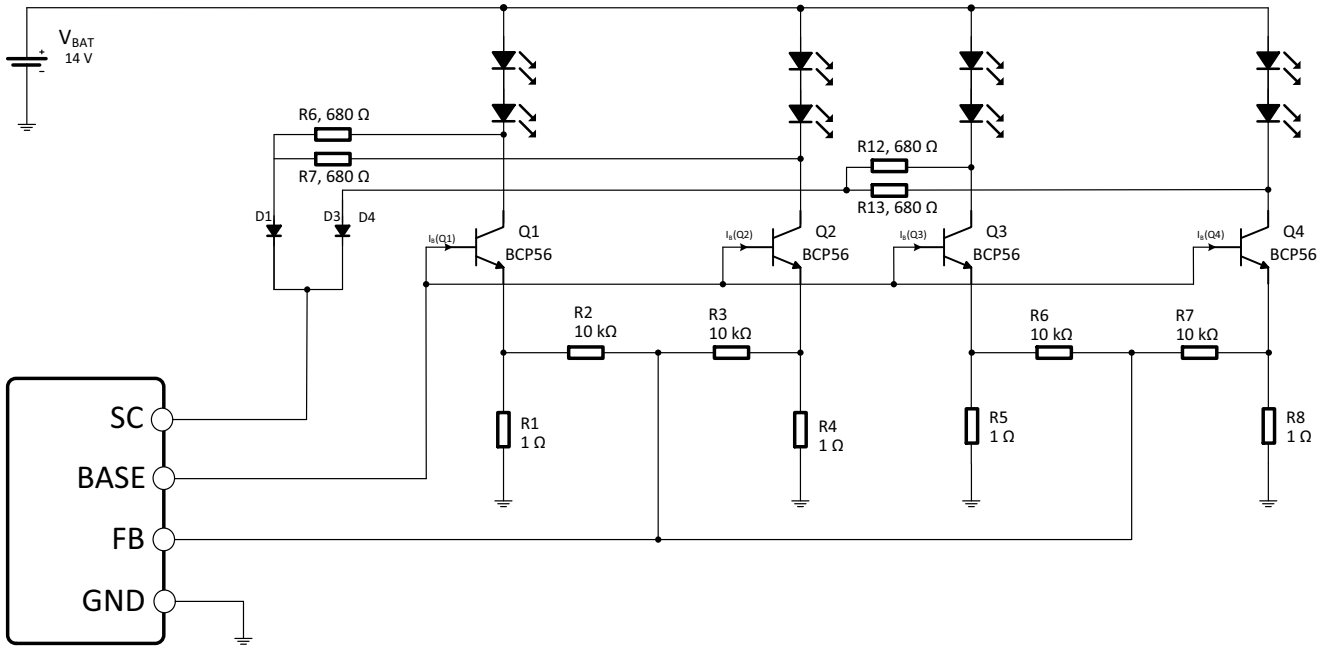 V_BAT
14 V
+
-
R6, 680 Ω
R7, 680 Ω
R12, 680 Ω
R13, 680 Ω
D1
D3
D4
I_B(Q1)
Q1
BCP56
I_B(Q2)
Q2
BCP56
I_B(Q3)
Q3
BCP56
I_B(Q4)
Q4
BCP56
R2
10 kΩ
R3
10 kΩ
R6
10 kΩ
R7
10 kΩ
R1
1 Ω
R4
1 Ω
R5
1 Ω
R8
1 Ω
SC
BASE
FB
GND